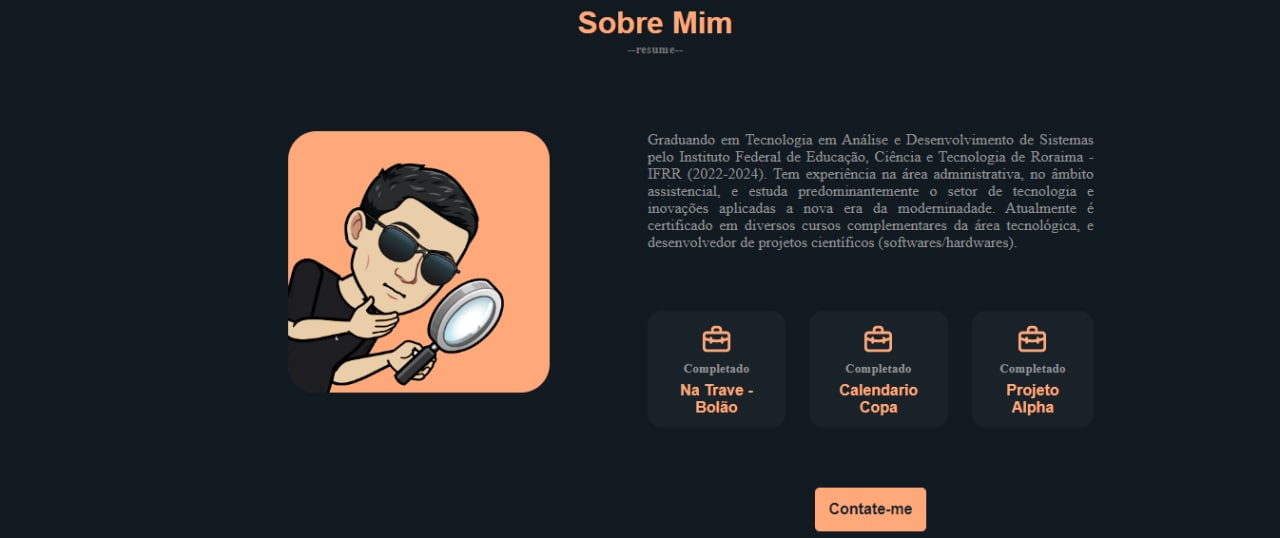 Sobre Mim
--resume--
Graduando em Tecnologia em Análise e Desenvolvimento de Sistemas
pelo Instituto Federal de Educação, Ciência e Tecnologia de Roraima -
IFRR (2022-2024). Tem experiência na área administrativa, no âmbito
assistencial, e estuda predominantemente o setor de tecnologia e
inovações aplicadas a nova era da moderninadade. Atualmente é
certificado em diversos cursos complementares da área tecnológica, e
desenvolvedor de projetos científicos (softwares/hardwares).
Completado
Na Trave -
Bolão
Completado
Calendario
Copa
Completado
Projeto
Alpha
Contate-me